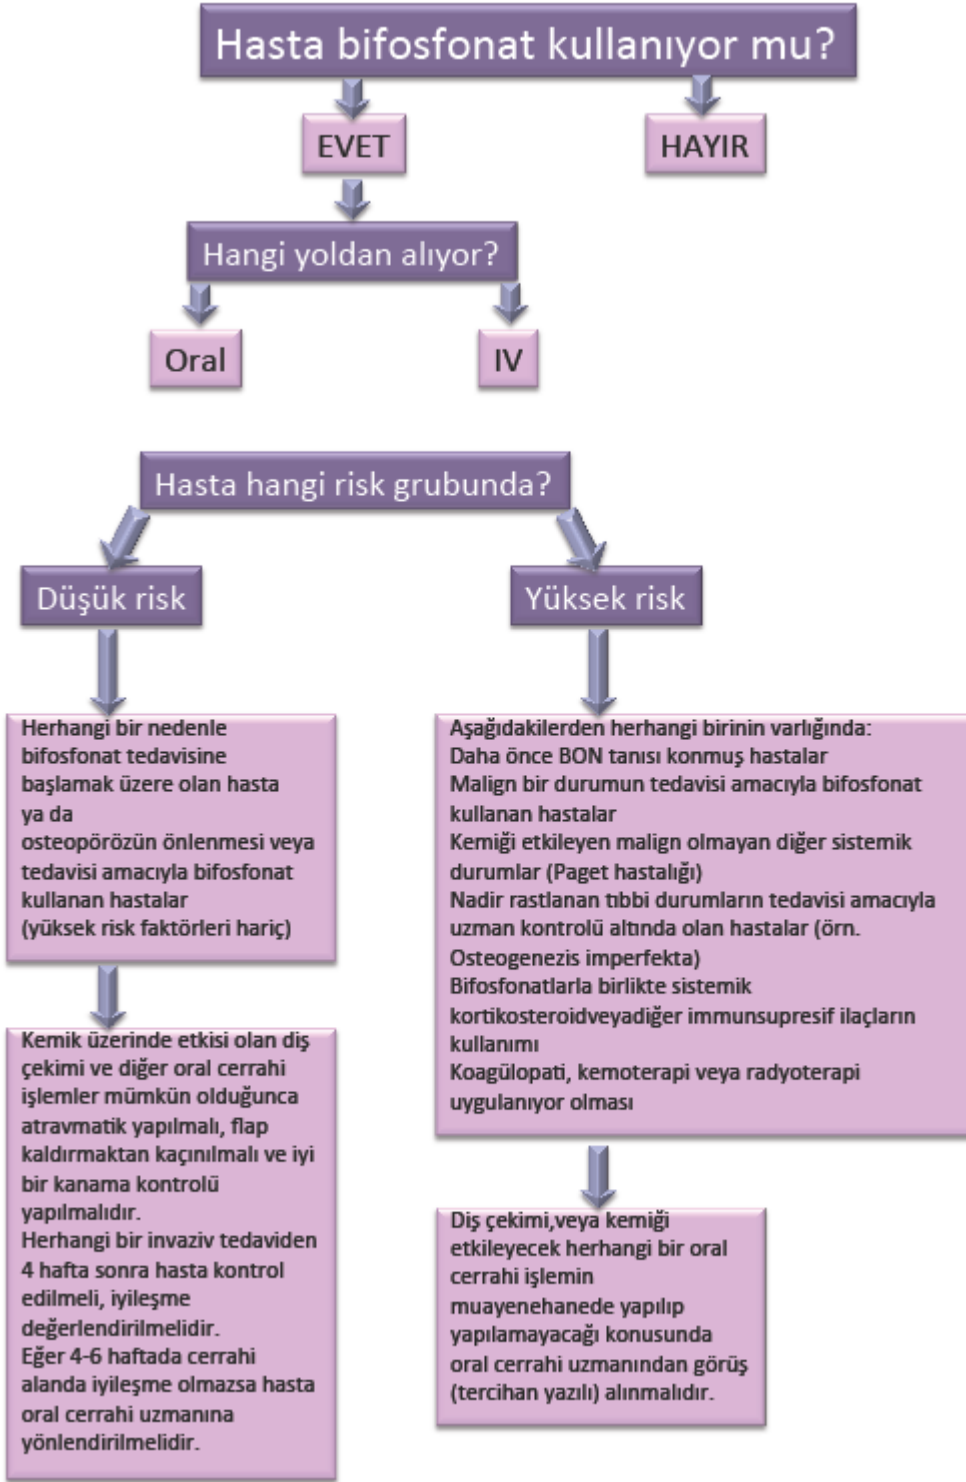 Hasta bifosfonat kullanıyor mu?
EVET
HAYIR
Hangi yoldan alıyor?
Oral
IV
Hasta hangi risk grubunda?
Düşük risk
Yüksek risk
Herhangi bir nedenle
bifosfonat tedavisine
başlamak üzere olan hasta
ya da
osteopörözün önlenmesi veya
tedavisi amacıyla bifosfonat
kullanan hastalar
(yüksek risk faktörleri hariç)
Aşağıdakilerden herhangi birinin varlığında:
Daha önce BON tanısı konmuş hastalar
Malign bir durumun tedavisi amacıyla bifosfonat
kullanan hastalar
Kemiği etkileyen malign olmayan diğer sistemik
durumlar (Paget hastalığı)
Nadir rastlanan tıbbi durumların tedavisi amacıyla
uzman kontrolü altında olan hastalar (örn.
Osteogenezis imperfekta)
Bifosfonatlarla birlikte sistemik
kortikosteroidveyadiğer immunsupresif ilaçların
kullanımı
Koagülopati, kemoterapi veya radyoterapi
uygulanıyor olması
Kemik üzerinde etkisi olan diş
çekimi ve diğer oral cerrahi
işlemler mümkün olduğunca
atravmatik yapılmalı, flap
kaldırmaktan kaçınılmalı ve iyi
bir kanama kontrolü
yapılmalıdır.
Herhangi bir invaziv tedaviden
4 hafta sonra hasta kontrol
edilmeli, iyileşme
değerlendirilmelidir.
Eğer 4-6 haftada cerrahi
alanda iyileşme olmazsa hasta
oral cerrahi uzmanına
yönlendirilmelidir.
Diş çekimi,veya kemiği
etkileyecek herhangi bir oral
cerrahi işlemin
muayenehanede yapılıp
yapılamayacağı konusunda
oral cerrahi uzmanından görüş
(tercihan yazılı) alınmalıdır.